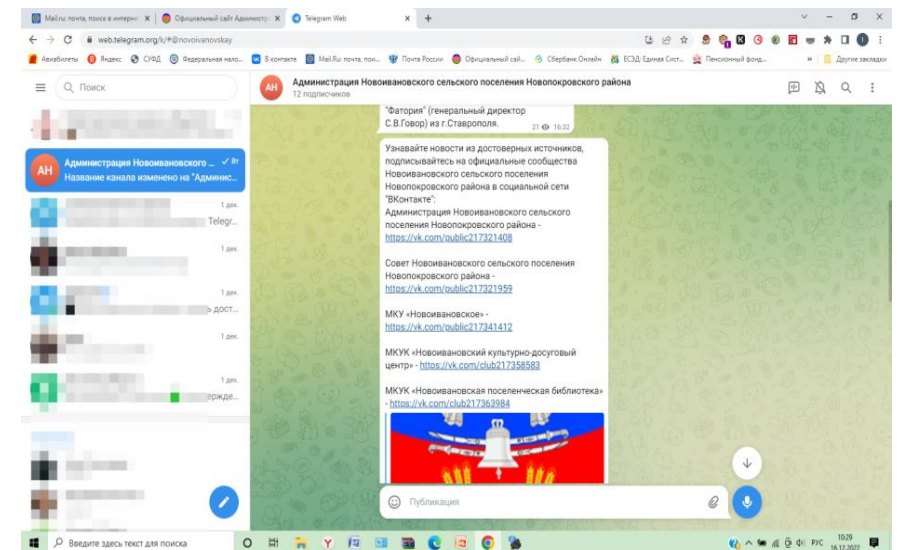 Mail.ru: почта, поиск в интерне
Официальный сайт Админист
Telegram Web
web.telegram.org/k/#@novoivanovskay
Авиабилеты
Яндекс
СУФД
Федеральная нало...
В контакте
Mail.Ru: почта, пои...
Почта России
Официальный сай...
Сбербанк Онлайн
ЕСЭД: Единая Сист...
Пенсионный фонд...
Другие закладки
Поиск
АН
Администрация Новоивановского сельского поселения Новопокровского района
12 подписчиков
АН
Администрация Новоивановского ...
Вт
Название канала изменено на "Админис...
1 дек.
Telegr...
1 дек.
1 дек.
ь дост...
1 дек.
1 дек.
ержде...
"Фатория" (генеральный директор
С.В.Говор) из г.Ставрополя.
21 16:32
Узнавайте новости из достоверных источников,
подписывайтесь на официальные сообщества
Новоивановского сельского поселения
Новопокровского района в социальной сети
"ВКонтакте":
Администрация Новоивановского сельского
поселения Новопокровского района -
https://vk.com/public217321408
Совет Новоивановского сельского поселения
Новопокровского района -
https://vk.com/public217321959
МКУ «Новоивановское» -
https://vk.com/public217341412
МКУК «Новоивановский культурно-досуговый
центр» - https://vk.com/club217358583
МКУК «Новоивановская поселенческая библиотека»
- https://vk.com/club217363984
Публикация
Введите здесь текст для поиска
РУС
10:29
16.12.2022